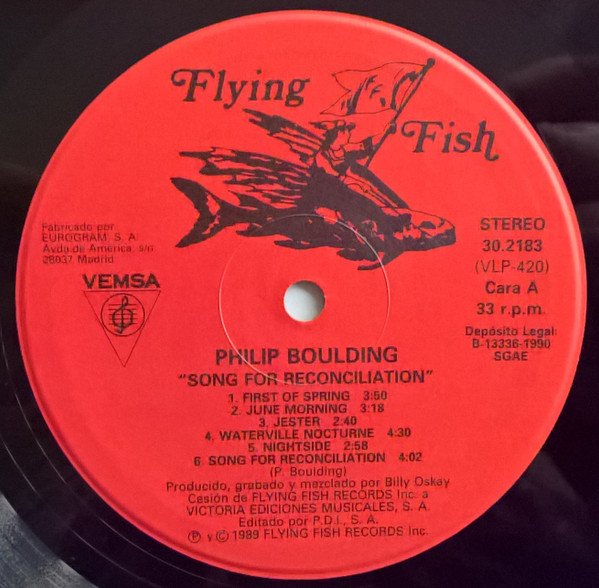 Flying
Fish
Fabricado por
EUROGRAM, S. A.
Avda de America, s/n
28037 Madrid
VEMSA
STEREO
30.2183
(VLP-420)
Cara A
33 r.p.m.
Depósito Legal:
B-13336-1990
SGAE
PHILIP BOULDING
"SONG FOR RECONCILIATION"
1. FIRST OF SPRING 3:50
2. JUNE MORNING 3:18
3. JESTER 2:40
4. WATERVILLE NOCTURNE 4:30
5. NIGHTSIDE 2:58
6. SONG FOR RECONCILIATION 4:02
(P. Boulding)
Producido, grabado y mezclado por Billy Oskay
Casión de FLYING FISH RECORDS Inc. a
VICTORIA EDICIONES MUSICALES, S. A.
Editado por P.D.I., S. A.
℗ y © 1989 FLYING FISH RECORDS Inc.